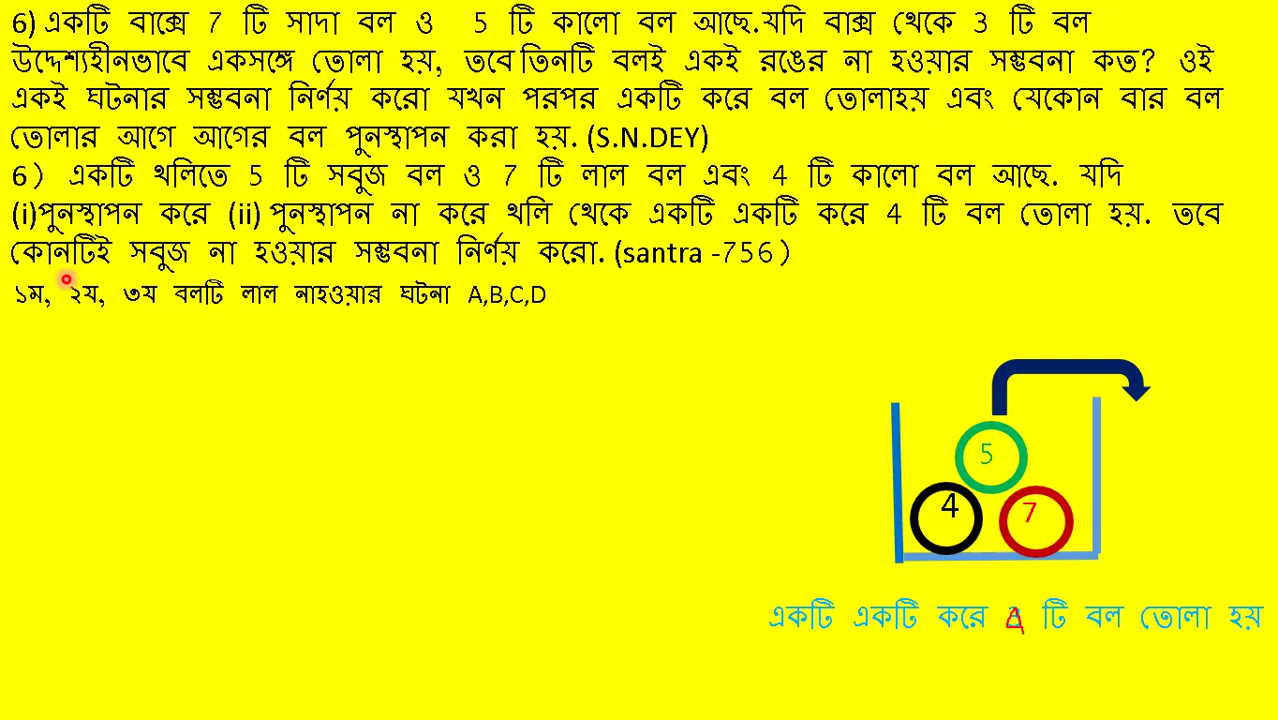 6) একটি বাক্সে 7 টি সাদা বল ও 5 টি কালো বল আছে.যদি বাক্স থেকে 3 টি বল
উদ্দেশ্যহীনভাবে একসঙ্গে তোলা হয়, তবে তিনটি বলই একই রঙের না হওয়ার সম্ভবনা কত? ওই
একই ঘটনার সম্ভবনা নির্ণয় করো যখন পরপর একটি করে বল তোলাহয় এবং যেকোন বার বল
তোলার আগে আগের বল পুনস্থাপন করা হয়. (S.N.DEY)
6) একটি থলিতে 5 টি সবুজ বল ও 7 টি লাল বল এবং 4 টি কালো বল আছে. যদি
(i)পুনস্থাপন করে (ii) পুনস্থাপন না করে থলি থেকে একটি একটি করে 4 টি বল তোলা হয়. তবে
কোনটিই সবুজ না হওয়ার সম্ভবনা নির্ণয় করো. (santra -756)
১ম, ২য, ৩য বলটি লাল নাহওয়ার ঘটনা A,B,C,D
5
4 7
একটি একটি করে টি বল তোলা হয়